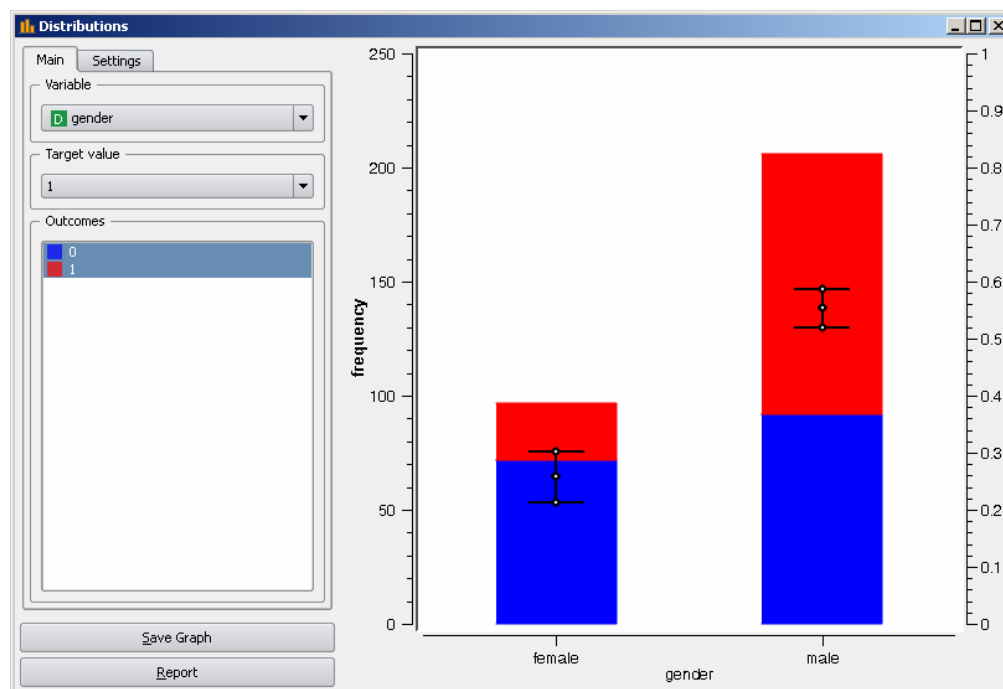 Distributions
Main Settings
Variable
D gender
Target value
1
Outcomes
0
1
Save Graph
Report
250
200
150
100
50
0
frequency
1
0.9
0.8
0.7
0.6
0.5
0.4
0.3
0.2
0.1
0
female male
gender